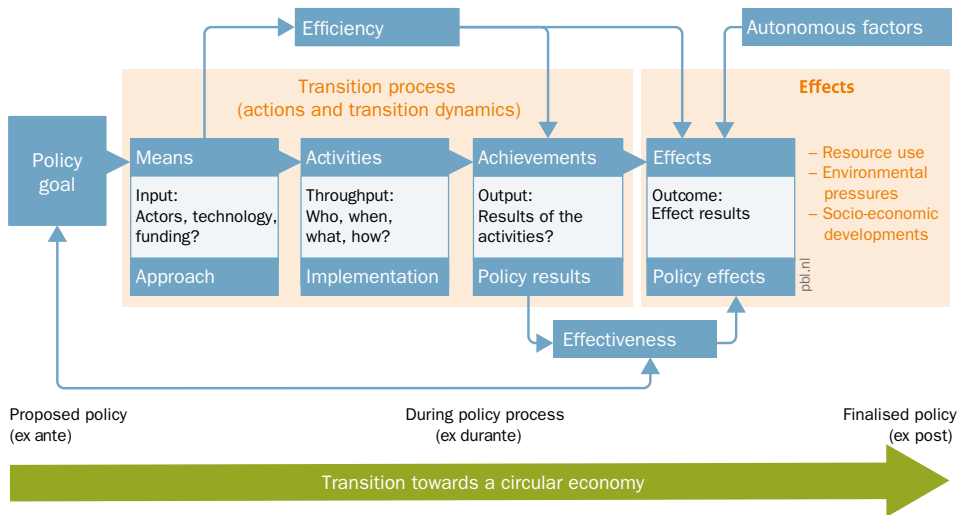 Efficiency
Autonomous factors
Transition process
(actions and transition dynamics)
Effects
Policy
goal
Means
Input:
Actors, technology,
funding?
Approach
Activities
Throughput:
Who, when,
what, how?
Implementation
Achievements
Output:
Results of the
activities?
Policy results
Effects
Outcome:
Effect results
Policy effects
– Resource use
– Environmental
pressures
– Socio-economic
developments
pbl.nl
Effectiveness
Proposed policy
(ex ante)
During policy process
(ex durante)
Finalised policy
(ex post)
Transition towards a circular economy